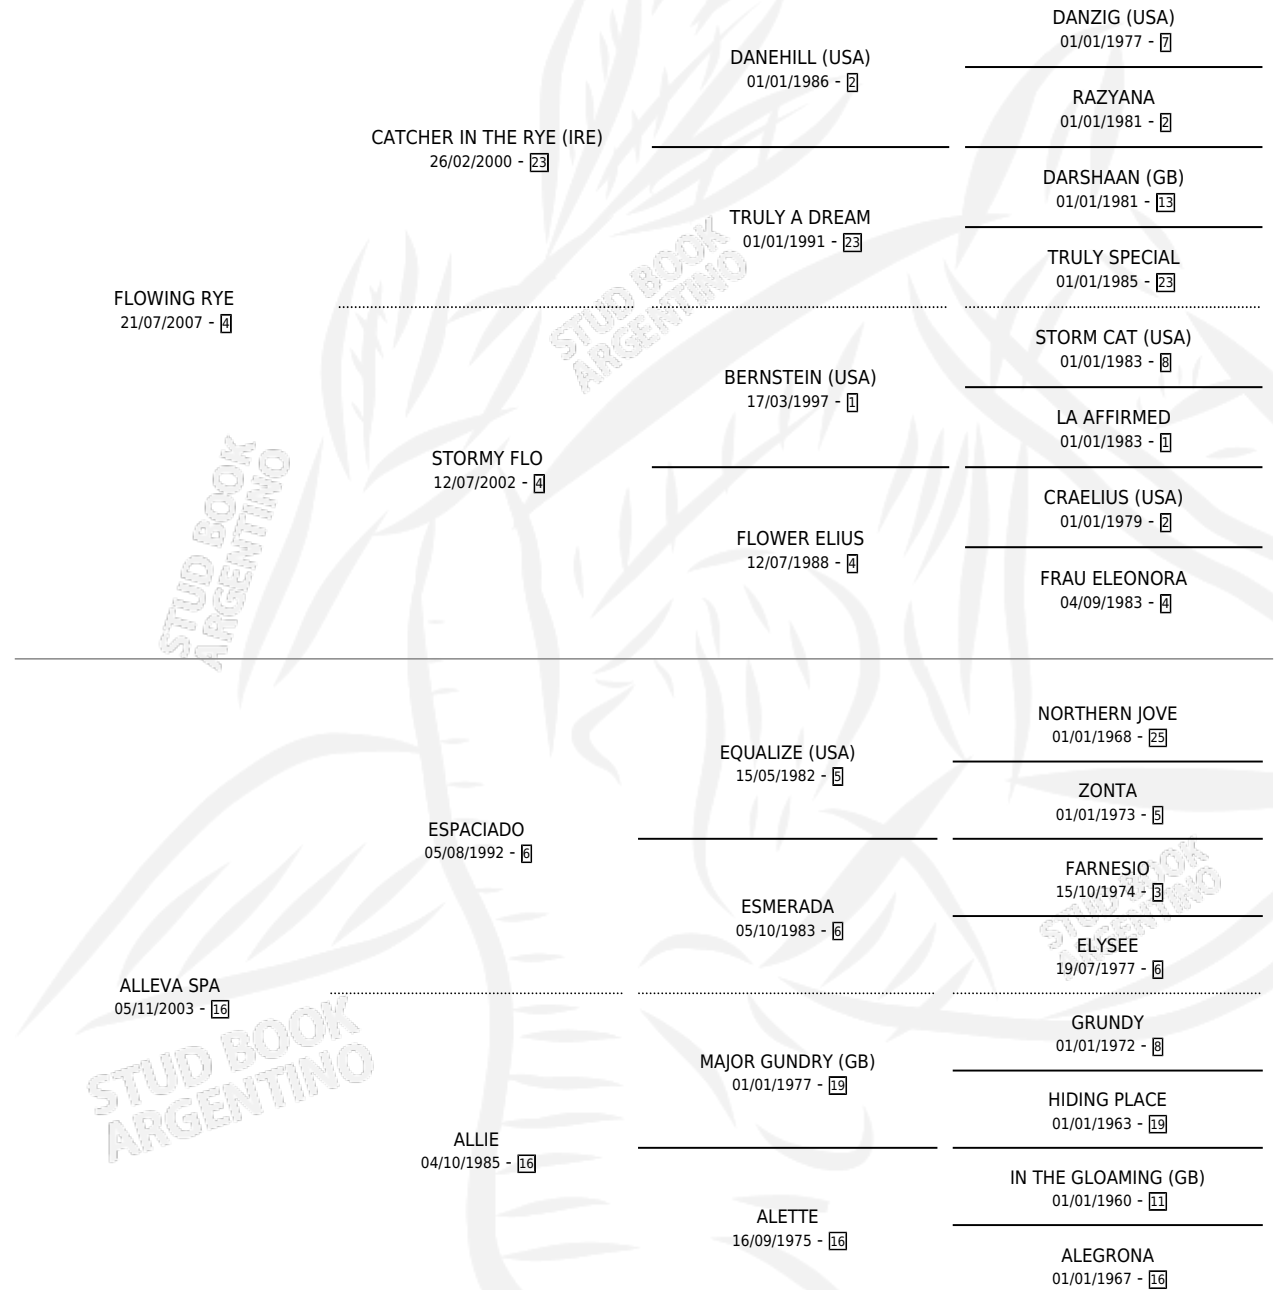 DANZIG (USA)
01/01/1977 - 7
DANEHILL (USA)
01/01/1986 - 2
RAZYANA
01/01/1981 - 2
CATCHER IN THE RYE (IRE)
26/02/2000 - 23
DARSHAAN (GB)
01/01/1981 - 13
TRULY A DREAM
01/01/1991 - 23
TRULY SPECIAL
01/01/1985 - 23
FLOWING RYE
21/07/2007 - 4
STORM CAT (USA)
01/01/1983 - 8
BERNSTEIN (USA)
17/03/1997 - 1
LA AFFIRMED
01/01/1983 - 1
STORMY FLO
12/07/2002 - 4
CRAELIUS (USA)
01/01/1979 - 2
FLOWER ELIUS
12/07/1988 - 4
FRAU ELEONORA
04/09/1983 - 4
STUD BOOK
ARGENTINO
STUD BOOK
ARGENTINO
NORTHERN JOVE
01/01/1968 - 25
EQUALIZE (USA)
15/05/1982 - 5
ZONTA
01/01/1973 - 5
ESPACIADO
05/08/1992 - 6
FARNESIO
15/10/1974 - 3
ESMERADA
05/10/1983 - 6
ELYSEE
19/07/1977 - 6
ALLEVA SPA
05/11/2003 - 16
GRUNDY
01/01/1972 - 8
MAJOR GUNDRY (GB)
01/01/1977 - 19
HIDING PLACE
01/01/1963 - 19
ALLIE
04/10/1985 - 16
IN THE GLOAMING (GB)
01/01/1960 - 11
ALETTE
16/09/1975 - 16
ALEGRONA
01/01/1967 - 16
STUD BOOK
ARGENTINO
STUD BOOK
ARGENTINO